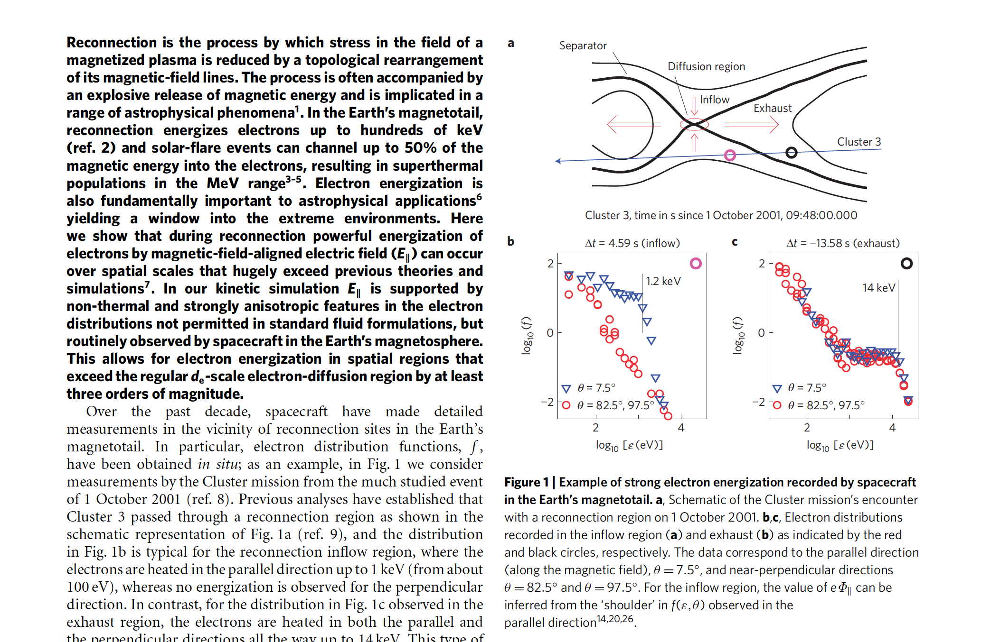 Reconnection is the process by which stress in the field of a
magnetized plasma is reduced by a topological rearrangement
of its magnetic-field lines. The process is often accompanied by
an explosive release of magnetic energy and is implicated in a
range of astrophysical phenomena¹. In the Earth’s magnetotail,
reconnection energizes electrons up to hundreds of keV
(ref. 2) and solar-flare events can channel up to 50% of the
magnetic energy into the electrons, resulting in superthermal
populations in the MeV range³⁻⁵. Electron energization is
also fundamentally important to astrophysical applications⁶
yielding a window into the extreme environments. Here
we show that during reconnection powerful energization of
electrons by magnetic-field-aligned electric field (E∥) can occur
over spatial scales that hugely exceed previous theories and
simulations⁷. In our kinetic simulation E∥ is supported by
non-thermal and strongly anisotropic features in the electron
distributions not permitted in standard fluid formulations, but
routinely observed by spacecraft in the Earth’s magnetosphere.
This allows for electron energization in spatial regions that
exceed the regular dₑ-scale electron-diffusion region by at least
three orders of magnitude.
Over the past decade, spacecraft have made detailed
measurements in the vicinity of reconnection sites in the Earth’s
magnetotail. In particular, electron distribution functions, f,
have been obtained in situ; as an example, in Fig. 1 we consider
measurements by the Cluster mission from the much studied event
of 1 October 2001 (ref. 8). Previous analyses have established that
Cluster 3 passed through a reconnection region as shown in the
schematic representation of Fig. 1a (ref. 9), and the distribution
in Fig. 1b is typical for the reconnection inflow region, where the
electrons are heated in the parallel direction up to 1 keV (from about
100 eV), whereas no energization is observed for the perpendicular
direction. In contrast, for the distribution in Fig. 1c observed in the
exhaust region, the electrons are heated in both the parallel and
the perpendicular directions all the way up to 14 keV. This type of
a
Separator
Diffusion region
Inflow
Exhaust
Cluster 3
Cluster 3, time in s since 1 October 2001, 09:48:00.000
b
Δt = 4.59 s (inflow)
2
0
−2
log₁₀ (f)
1.2 keV
θ = 7.5°
θ = 82.5°, 97.5°
2
4
log₁₀ [ε (eV)]
c
Δt = −13.58 s (exhaust)
2
0
−2
log₁₀ (f)
14 keV
θ = 7.5°
θ = 82.5°, 97.5°
2
4
log₁₀ [ε (eV)]
Figure 1 | Example of strong electron energization recorded by spacecraft
in the Earth’s magnetotail. a, Schematic of the Cluster mission’s encounter
with a reconnection region on 1 October 2001. b,c, Electron distributions
recorded in the inflow region (a) and exhaust (b) as indicated by the red
and black circles, respectively. The data correspond to the parallel direction
(along the magnetic field), θ = 7.5°, and near-perpendicular directions
θ = 82.5° and θ = 97.5°. For the inflow region, the value of eΦ∥ can be
inferred from the ‘shoulder’ in f(ε,θ) observed in the
parallel direction¹⁴,²⁰,²⁶.